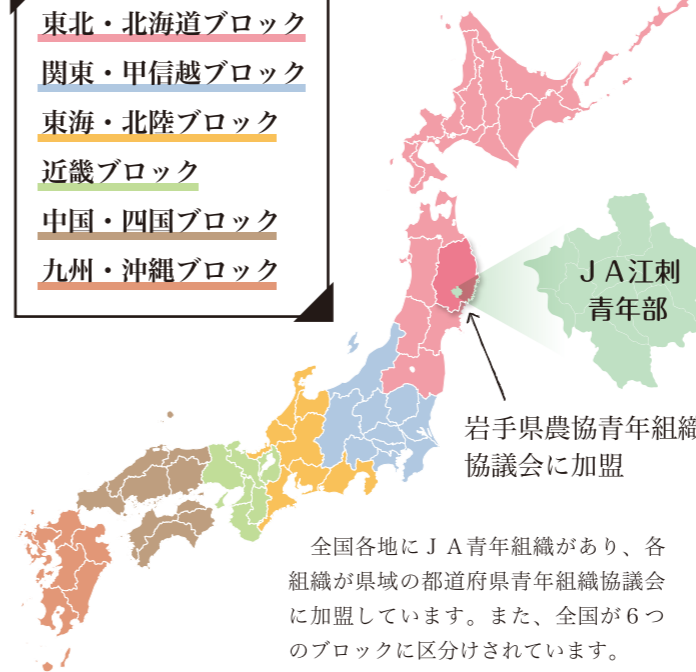 東北・北海道ブロック
関東・甲信越ブロック
東海・北陸ブロック
近畿ブロック
中国・四国ブロック
九州・沖縄ブロック
ＪＡ江刺
青年部
岩手県農協青年組織
協議会に加盟
　全国各地にＪＡ青年組織があり、各
組織が県域の都道府県青年組織協議会
に加盟しています。また、全国が６つ
のブロックに区分けされています。